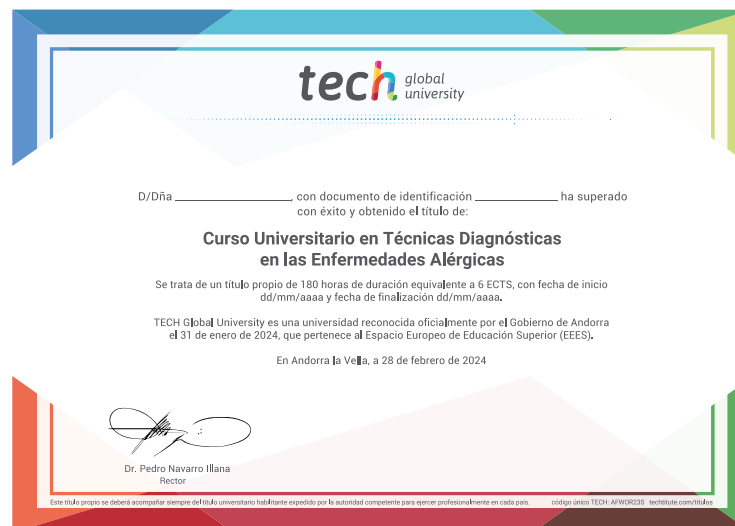 tech global university
D/Dña ______________, con documento de identificación __________ ha superado
con éxito y obtenido el título de:
Curso Universitario en Técnicas Diagnósticas
en las Enfermedades Alérgicas
Se trata de un título propio de 180 horas de duración equivalente a 6 ECTS, con fecha de inicio
dd/mm/aaaa y fecha de finalización dd/mm/aaaa.
TECH Global University es una universidad reconocida oficialmente por el Gobierno de Andorra
el 31 de enero de 2024, que pertenece al Espacio Europeo de Educación Superior (EEES).
En Andorra la Vella, a 28 de febrero de 2024
Dr. Pedro Navarro Illana
Rector
Este título propio se deberá acompañar siempre del título universitario habilitante expedido por la autoridad competente para ejercer profesionalmente en cada país. código único TECH: AFWOR23S techtitute.com/titulos